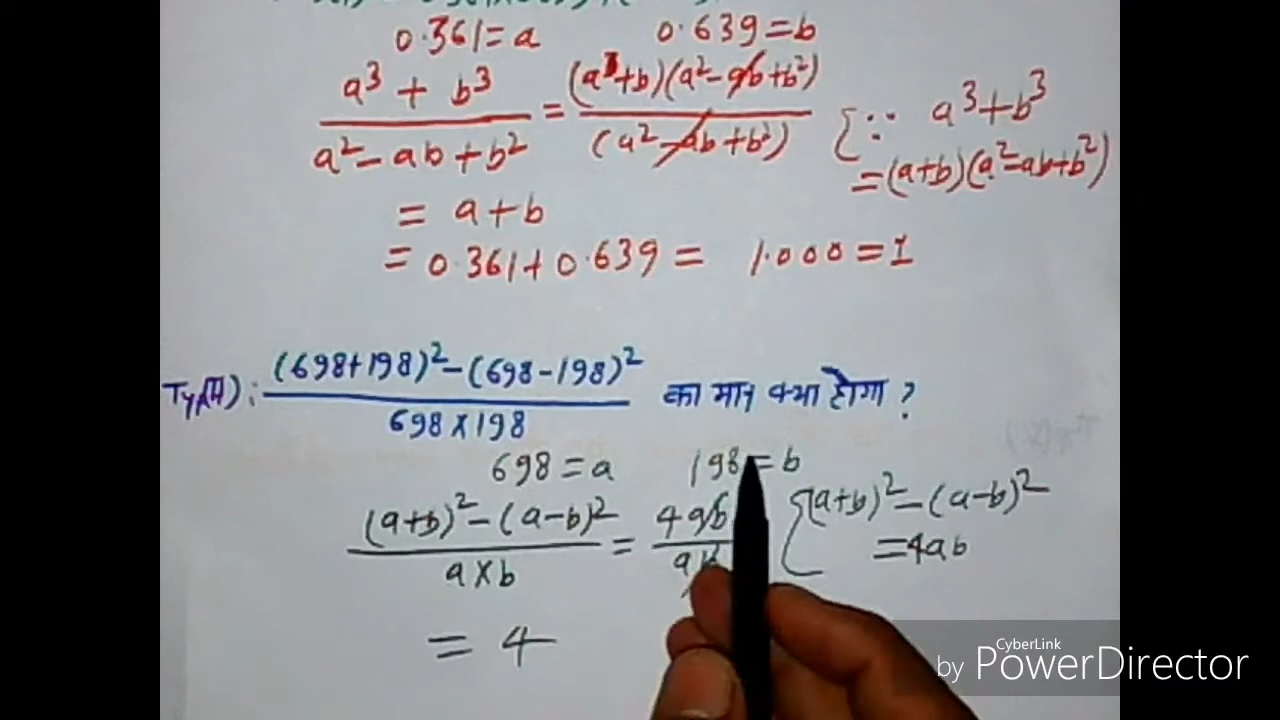 0.361=a 0.639=b
a³ + b³ / a² - ab + b² = (a+b)(a²-ab+b²) / (a²-ab+b²) {∵ a³+b³
=(a+b)(a²-ab+b²)
= a+b
= 0.361+0.639 = 1.000 = 1
(698+198)²-(698-198)² / 698×198 का मान क्या होगा ?
698=a 198=b
(a+b)²-(a-b)² / a×b = 4ab / ab {(a+b)²-(a-b)²
=4ab
= 4
CyberLink
by PowerDirector